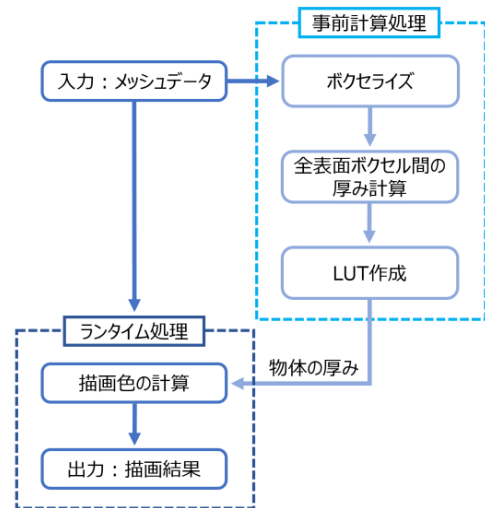 事前計算処理
入力：メッシュデータ
ボクセライズ
全表面ボクセル間の
厚み計算
LUT作成
ランタイム処理
物体の厚み
描画色の計算
出力：描画結果